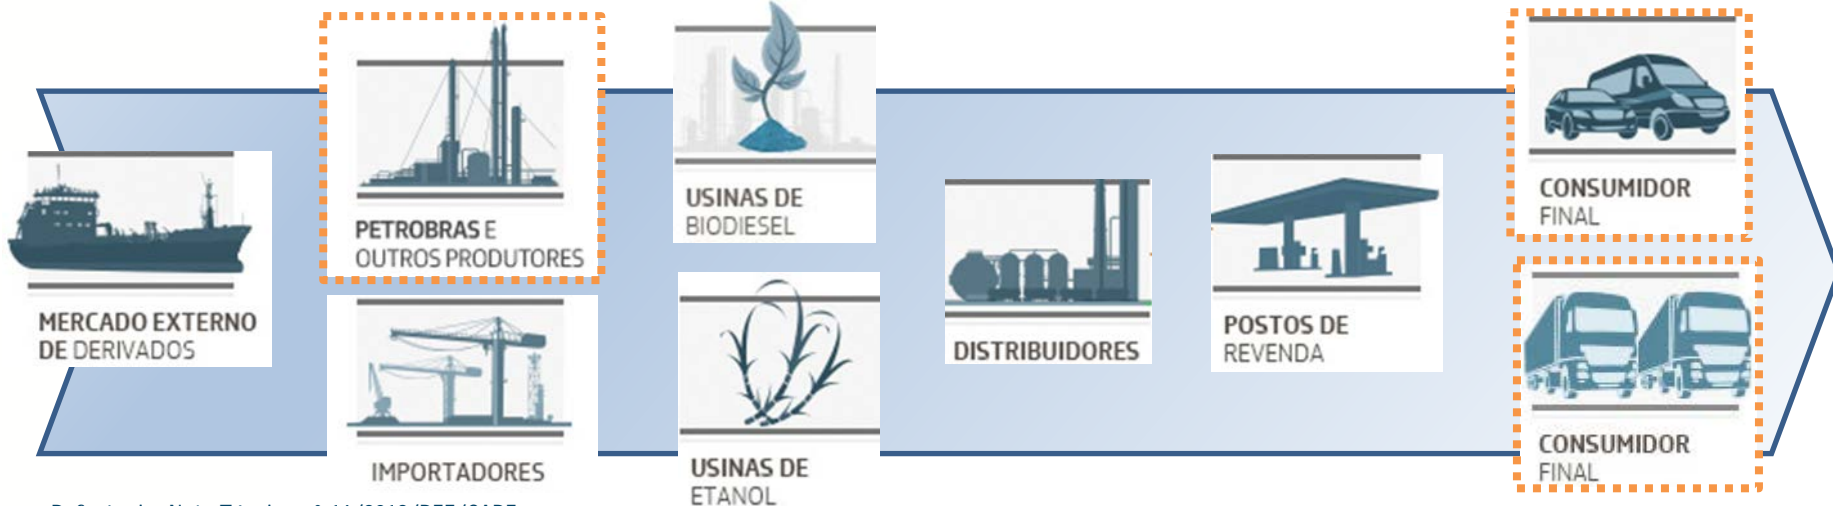 MERCADO EXTERNO
DE DERIVADOS
PETROBRAS E
OUTROS PRODUTORES
IMPORTADORES
USINAS DE
BIODIESEL
USINAS DE
ETANOL
DISTRIBUIDORES
POSTOS DE
REVENDA
CONSUMIDOR
FINAL
CONSUMIDOR
FINAL